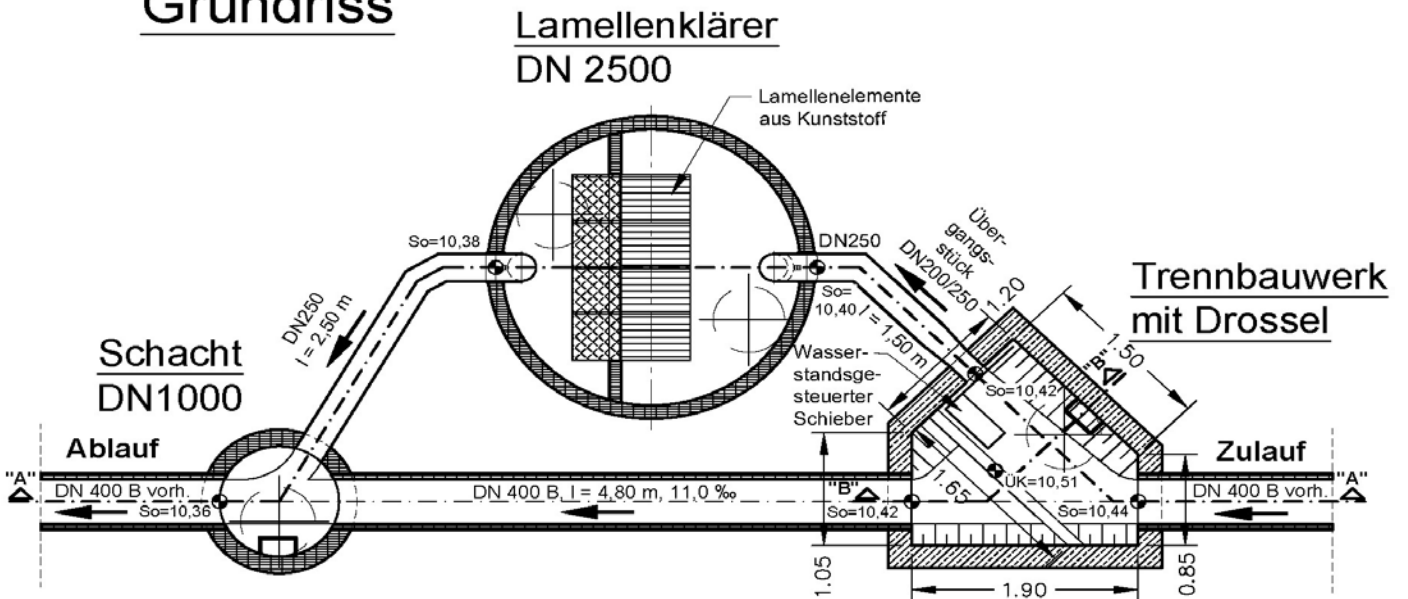 Grundriss
Lamellenklärer
DN 2500
Lamellenelemente
aus Kunststoff
So=10,38
DN250
l = 2,50 m
DN250
So=
10,40
l = 1,50 m
Über-
gangs-
stück
DN200/250
1.20
Trennbauwerk
mit Drossel
1.50
"B"
Wasser-
standsge-
steuerter
Schieber
So=10,42
Schacht
DN1000
Ablauf
Zulauf
"A"
DN 400 B vorh.
So=10,36
DN 400 B, l = 4,80 m, 11,0 ‰
"B"
So=10,42
1.65
ÜK=10,51
So=10,44
DN 400 B vorh.
"A"
1.05
1.90
0.85